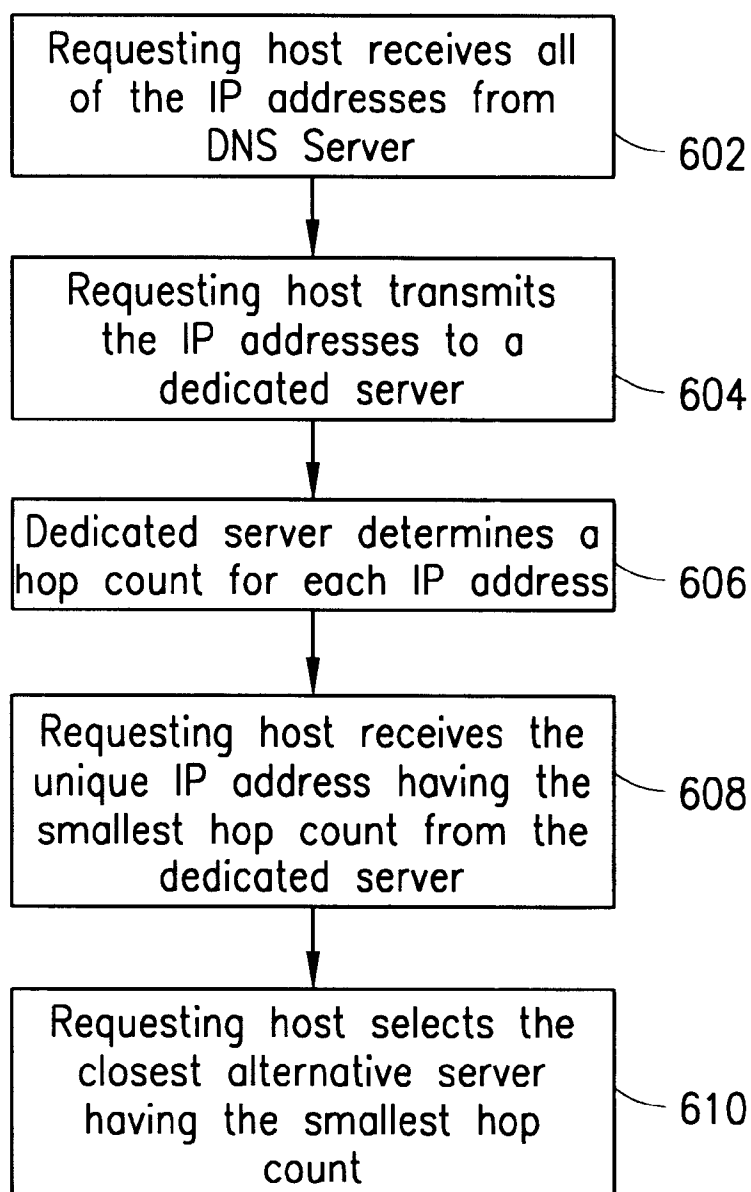 Requesting host receives all
of the IP addresses from
DNS Server
602
Requesting host transmits
the IP addresses to a
dedicated server
604
Dedicated server determines a
hop count for each IP address
606
Requesting host receives the
unique IP address having the
smallest hop count from the
dedicated server
608
Requesting host selects the
closest alternative server
having the smallest hop
count
610